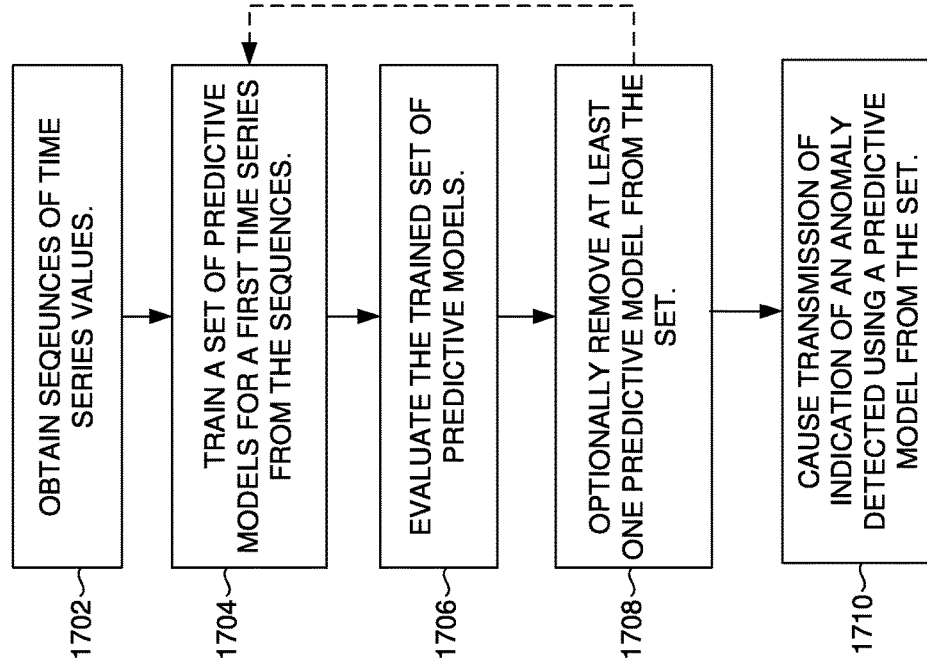 1702
OBTAIN SEQEUNCES OF TIME
SERIES VALUES.
1704
TRAIN A SET OF PREDICTIVE
MODELS FOR A FIRST TIME SERIES
FROM THE SEQUENCES.
1706
EVALUATE THE TRAINED SET OF
PREDICTIVE MODELS.
1708
OPTIONALLY REMOVE AT LEAST
ONE PREDICTIVE MODEL FROM THE
SET.
1710
CAUSE TRANSMISSION OF
INDICATION OF AN ANOMALY
DETECTED USING A PREDICTIVE
MODEL FROM THE SET.